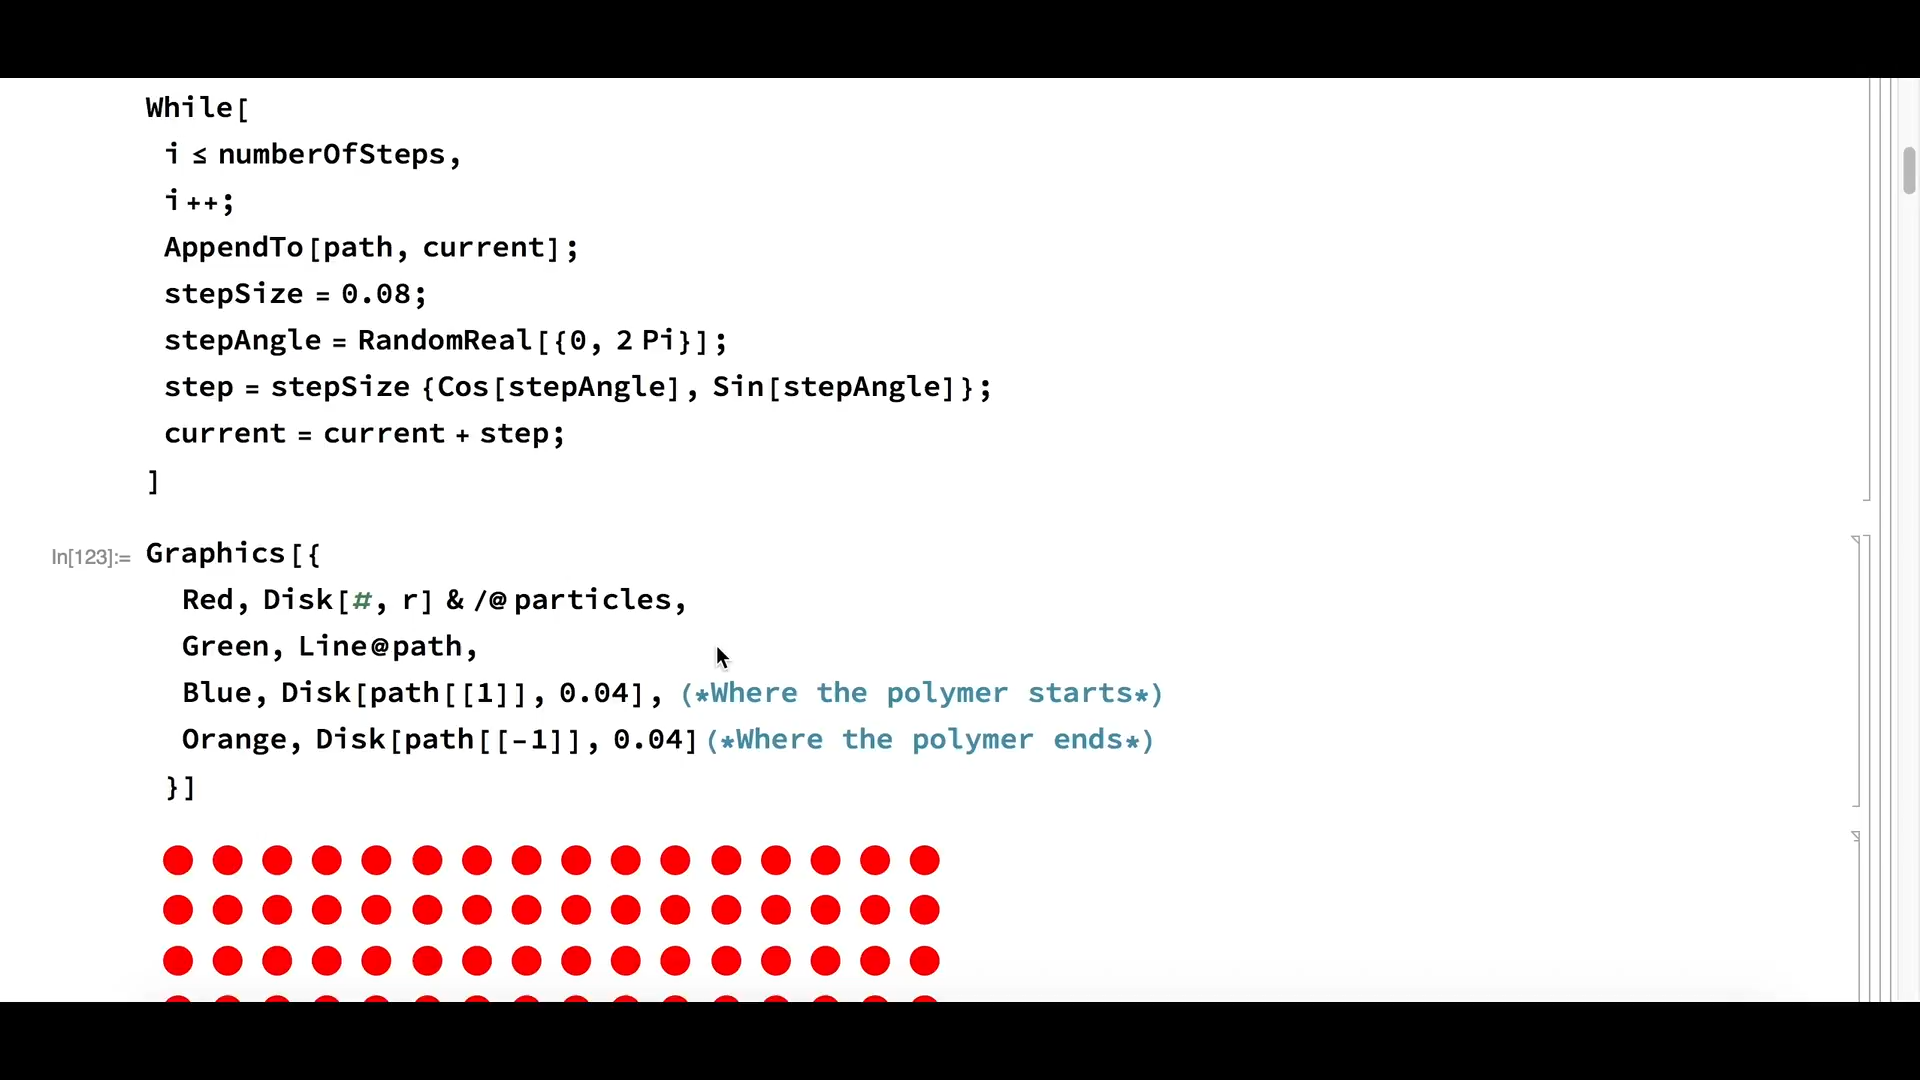 While[
i ≤ numberOfSteps,
i++;
AppendTo[path, current];
stepSize = 0.08;
stepAngle = RandomReal[{0, 2 Pi}];
step = stepSize {Cos[stepAngle], Sin[stepAngle]};
current = current + step;
]
In[123]:= Graphics[{
Red, Disk[#, r] & /@ particles,
Green, Line@path,
Blue, Disk[path[[1]], 0.04], (*Where the polymer starts*)
Orange, Disk[path[[-1]], 0.04] (*Where the polymer ends*)
}]